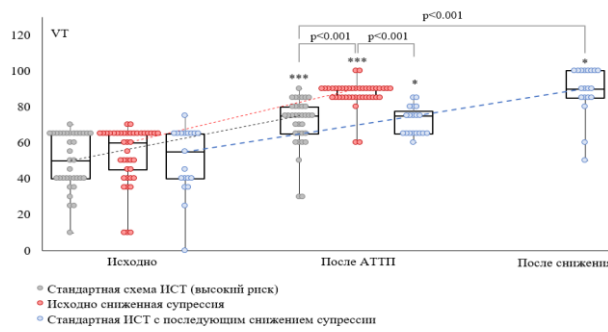 p<0.001
VT
p<0.001 p<0.001
120
100
80
60
40
20
0
*** *** * *
Исходно После АТТП После снижения
Стандартная схема ИСТ (высокий риск)
Исходно сниженная супрессия
Стандартная ИСТ с последующим снижением супрессии